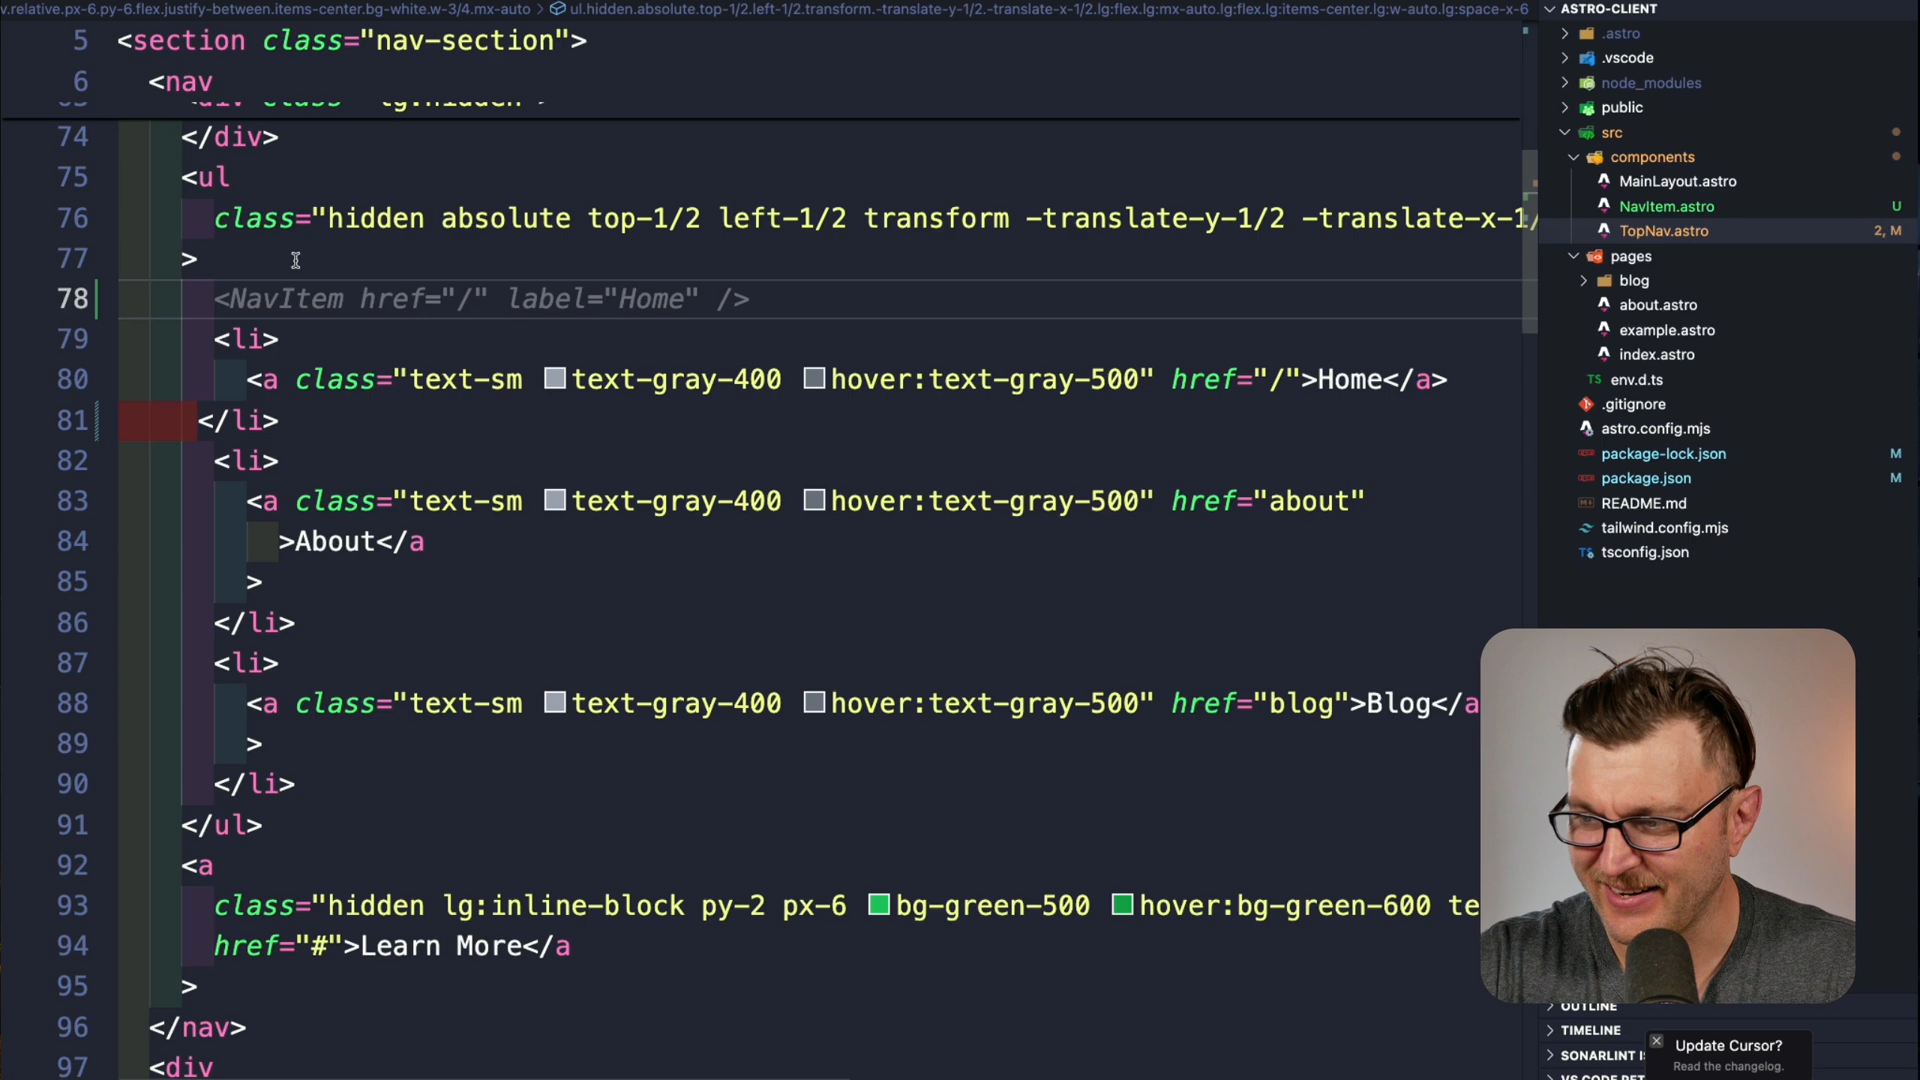 v.relative.px-6.py-6.flex.justify-between.items-center.bg-white.w-3/4.mx-auto > ul.hidden.absolute.top-1/2.left-1/2.transform.-translate-y-1/2.-translate-x-1/2.lg:flex.lg:mx-auto.lg:flex.lg:items-center.lg:w-auto.lg:space-x-6
5 <section class="nav-section">
6 <nav
<div class="lg:hidden">
74 </div>
75 <ul
76 class="hidden absolute top-1/2 left-1/2 transform -translate-y-1/2 -translate-x-1/
77 >
78 <NavItem href="/" label="Home" />
79 <li>
80 <a class="text-sm text-gray-400 hover:text-gray-500" href="/">Home</a>
81 </li>
82 <li>
83 <a class="text-sm text-gray-400 hover:text-gray-500" href="about"
84 >About</a
85 >
86 </li>
87 <li>
88 <a class="text-sm text-gray-400 hover:text-gray-500" href="blog">Blog</a
89 >
90 </li>
91 </ul>
92 <a
93 class="hidden lg:inline-block py-2 px-6 bg-green-500 hover:bg-green-600 te
94 href="#">Learn More</a
95 >
96 </nav>
97 <div
ASTRO-CLIENT
.astro
.vscode
node_modules
public
src
components
MainLayout.astro
NavItem.astro U
TopNav.astro 2, M
pages
blog
about.astro
example.astro
index.astro
TS env.d.ts
.gitignore
astro.config.mjs
package-lock.json M
package.json M
README.md
tailwind.config.mjs
tsconfig.json
OUTLINE
TIMELINE
SONARLINT
Update Cursor?
Read the changelog.